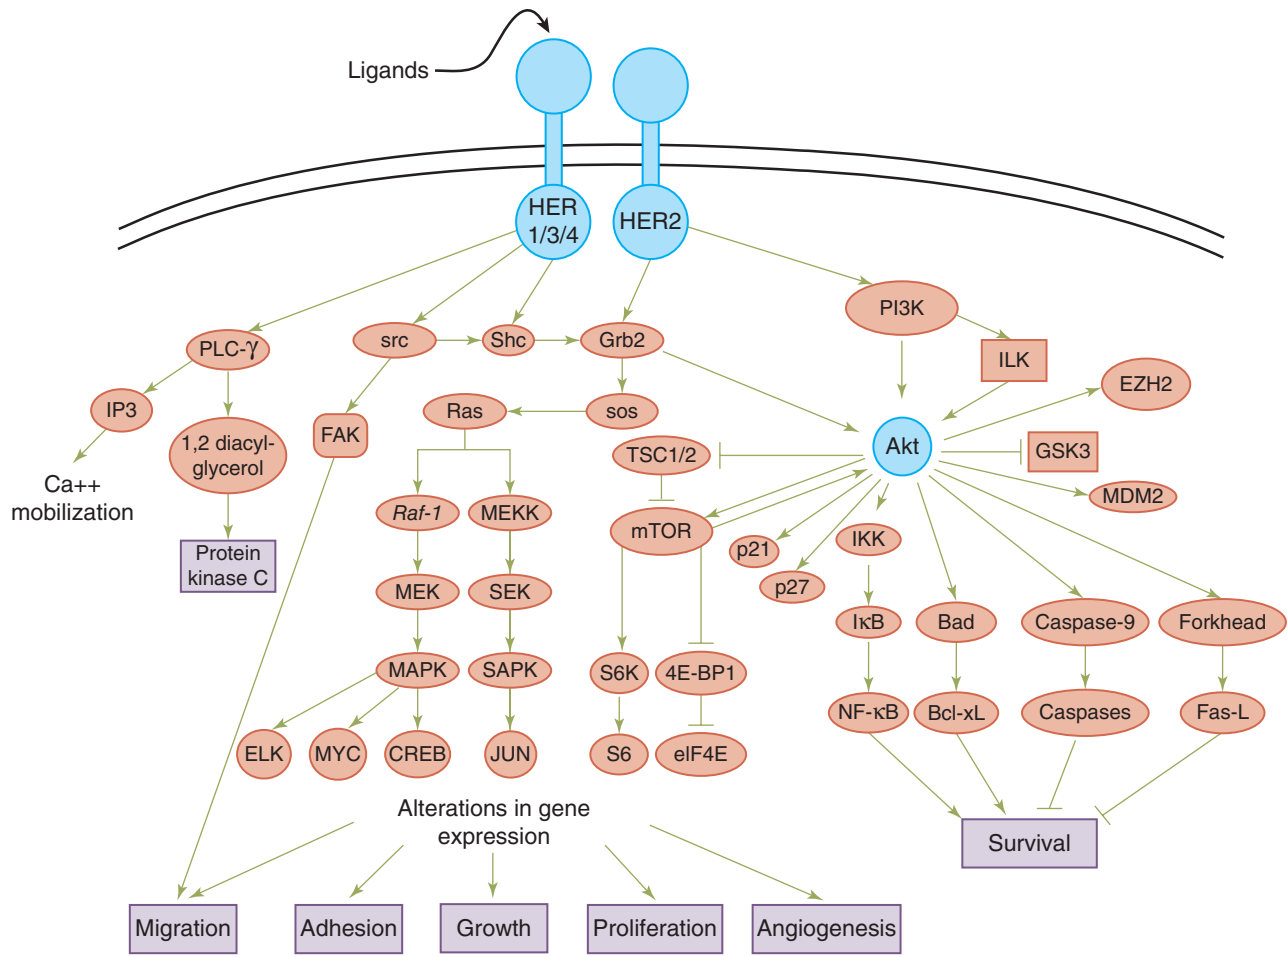 Ligands
HER
1/3/4
HER2
PI3K
PLC-γ
src
Shc
Grb2
ILK
EZH2
IP3
Ras
sos
FAK
1,2 diacyl-
glycerol
TSC1/2
Akt
GSK3
Ca++
mobilization
MDM2
Raf-1
MEKK
mTOR
IKK
p21
Protein
kinase C
p27
MEK
SEK
IκB
Bad
Caspase-9
Forkhead
MAPK
SAPK
S6K
4E-BP1
NF-κB
Bcl-xL
Caspases
Fas-L
ELK
MYC
CREB
JUN
S6
eIF4E
Alterations in gene
expression
Survival
Migration
Adhesion
Growth
Proliferation
Angiogenesis